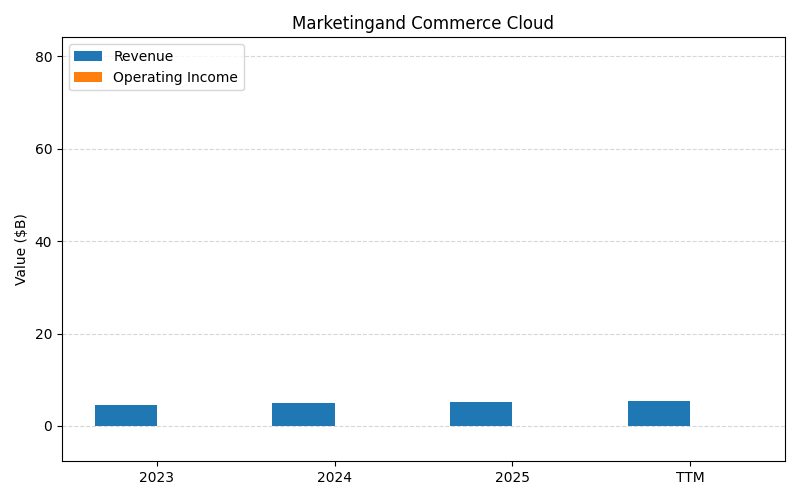 Marketingand Commerce Cloud
Revenue
Operating Income
Value ($B)
80
60
40
20
0
2023
2024
2025
TTM